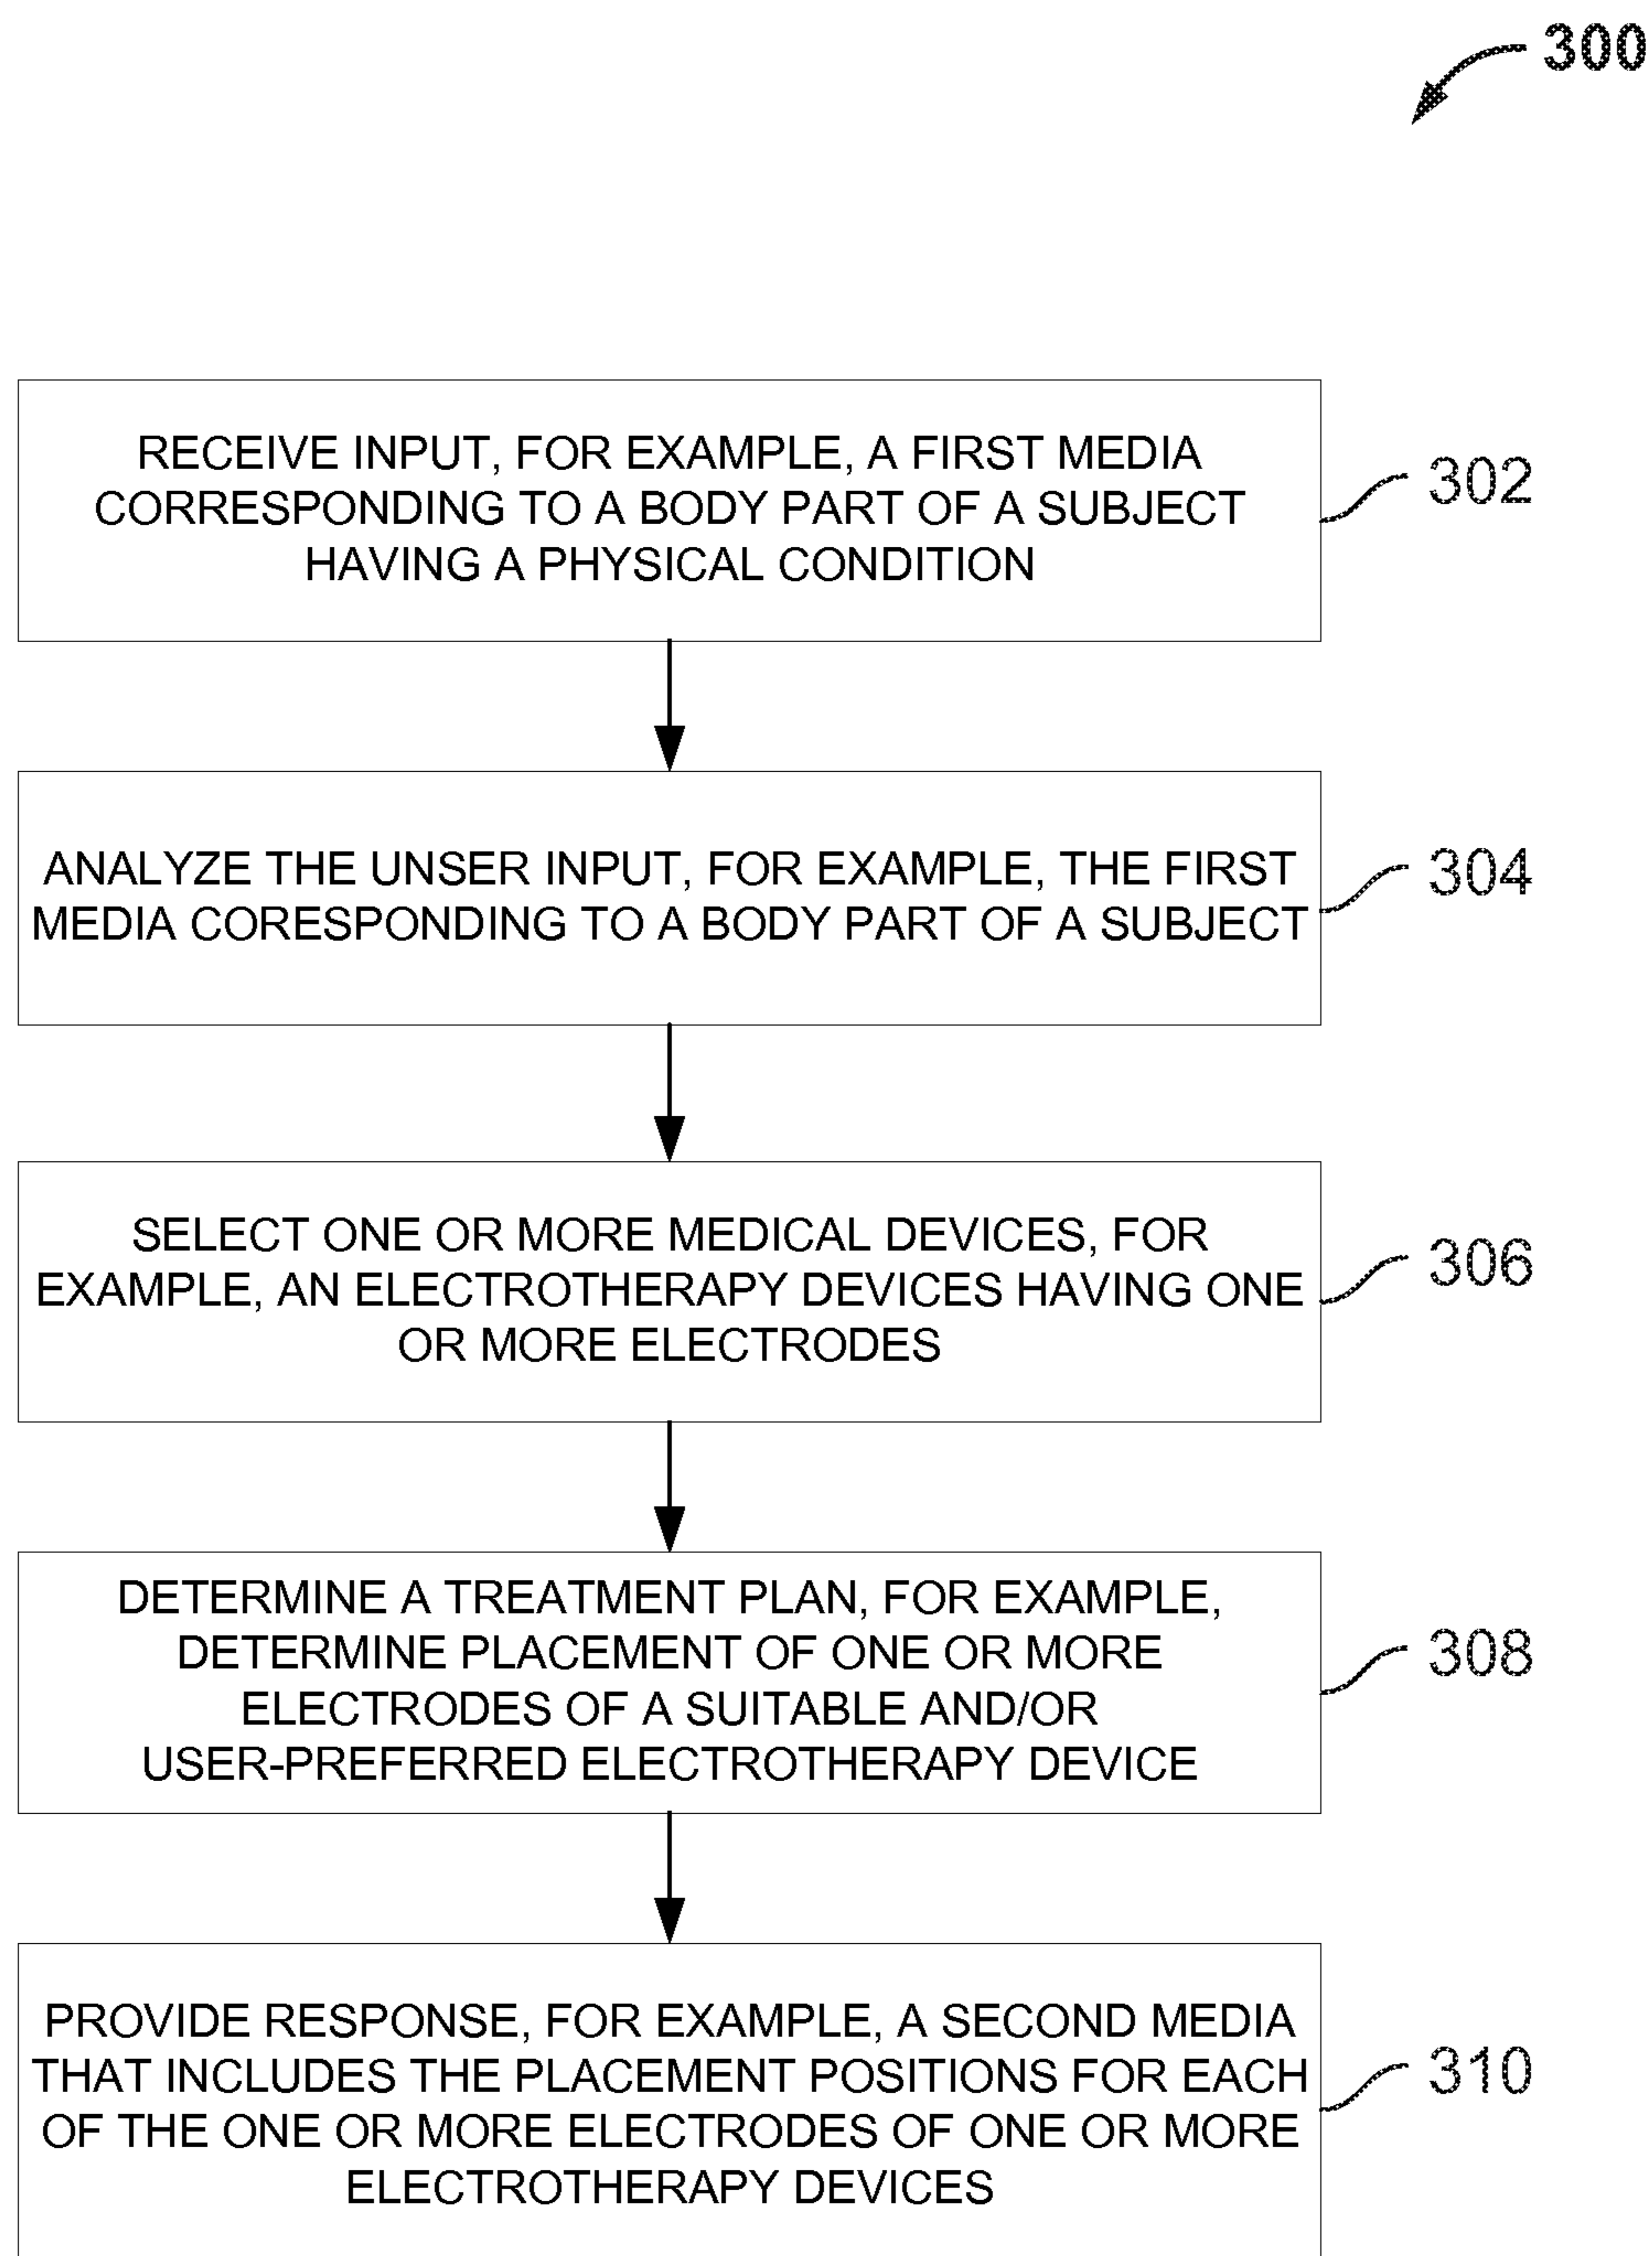 300
RECEIVE INPUT, FOR EXAMPLE, A FIRST MEDIA
CORRESPONDING TO A BODY PART OF A SUBJECT
HAVING A PHYSICAL CONDITION
302
ANALYZE THE UNSER INPUT, FOR EXAMPLE, THE FIRST
MEDIA CORESPONDING TO A BODY PART OF A SUBJECT
304
SELECT ONE OR MORE MEDICAL DEVICES, FOR
EXAMPLE, AN ELECTROTHERAPY DEVICES HAVING ONE
OR MORE ELECTRODES
306
DETERMINE A TREATMENT PLAN, FOR EXAMPLE,
DETERMINE PLACEMENT OF ONE OR MORE
ELECTRODES OF A SUITABLE AND/OR
USER-PREFERRED ELECTROTHERAPY DEVICE
308
PROVIDE RESPONSE, FOR EXAMPLE, A SECOND MEDIA
THAT INCLUDES THE PLACEMENT POSITIONS FOR EACH
OF THE ONE OR MORE ELECTRODES OF ONE OR MORE
ELECTROTHERAPY DEVICES
310